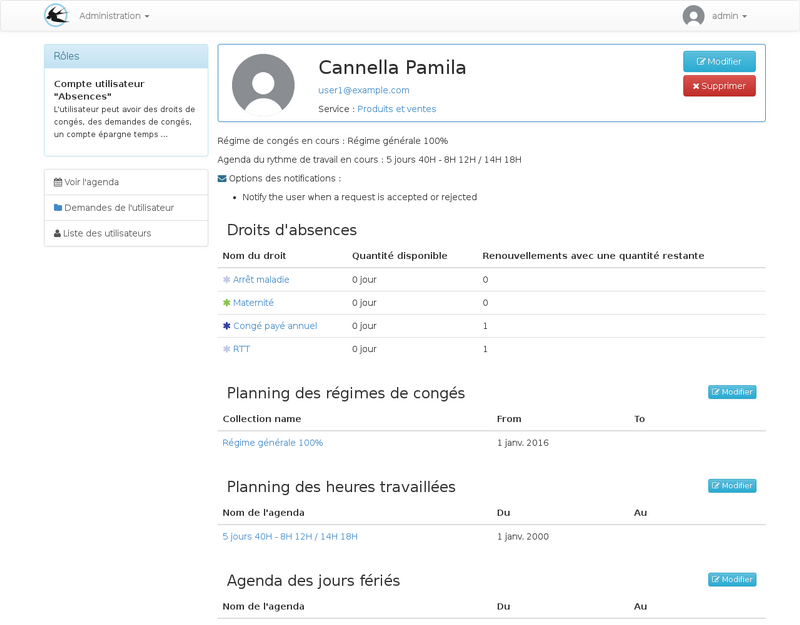 Administration
admin
Rôles
Compte utilisateur
"Absences"
L'utilisateur peut avoir des droits de
congés, des demandes de congés,
un compte épargne temps ...
Voir l'agenda
Demandes de l'utilisateur
Liste des utilisateurs
Cannella Pamila
user1@example.com
Service : Produits et ventes
Modifier
Supprimer
Régime de congés en cours : Régime générale 100%
Agenda du rythme de travail en cours : 5 jours 40H - 8H 12H / 14H 18H
Options des notifications :
• Notify the user when a request is accepted or rejected
Droits d'absences
Nom du droit Quantité disponible Renouvellements avec une quantité restante
Arrêt maladie 0 jour 0
Maternité 0 jour 0
Congé payé annuel 0 jour 1
RTT 0 jour 1
Planning des régimes de congés Modifier
Collection name From To
Régime générale 100% 1 janv. 2016
Planning des heures travaillées Modifier
Nom de l'agenda Du Au
5 jours 40H - 8H 12H / 14H 18H 1 janv. 2000
Agenda des jours fériés Modifier
Nom de l'agenda Du Au